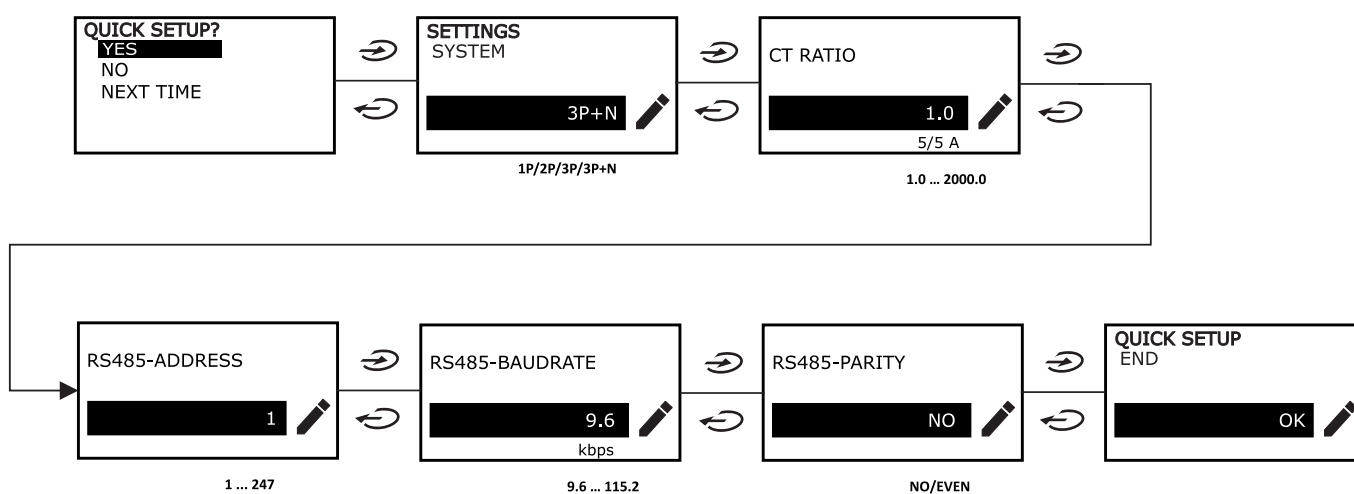 QUICK SETUP?
YES
NO
NEXT TIME
SETTINGS
SYSTEM
3P+N
1P/2P/3P/3P+N
CT RATIO
1.0
5/5 A
1.0 ... 2000.0
RS485-ADDRESS
1
1 ... 247
RS485-BAUDRATE
9.6
kbps
9.6 ... 115.2
RS485-PARITY
NO
NO/EVEN
QUICK SETUP
END
OK